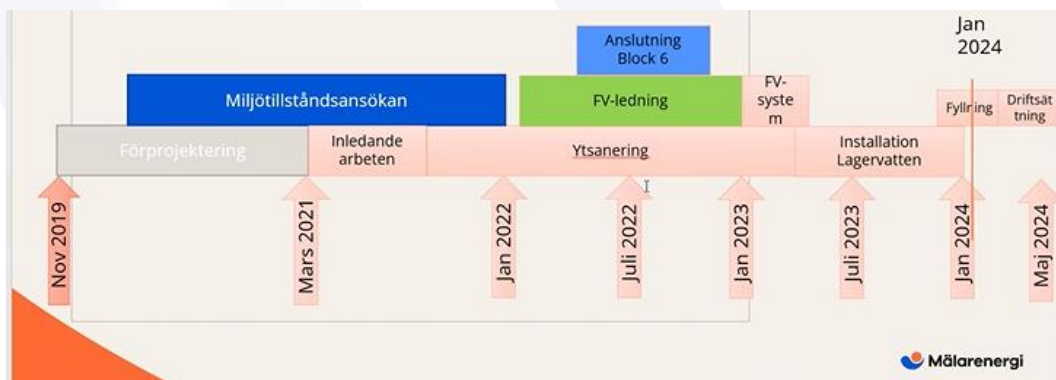 Jan
2024
Anslutning
Block 6
Miljötillståndsansökan
FV-ledning
FV-
syste
m
Fyllning
Driftsät
tning
Förprojektering
Inledande
arbeten
Ytsanering
Installation
Lagervatten
Nov 2019
Mars 2021
Jan 2022
Juli 2022
Jan 2023
Juli 2023
Jan 2024
Maj 2024
Mälarenergi